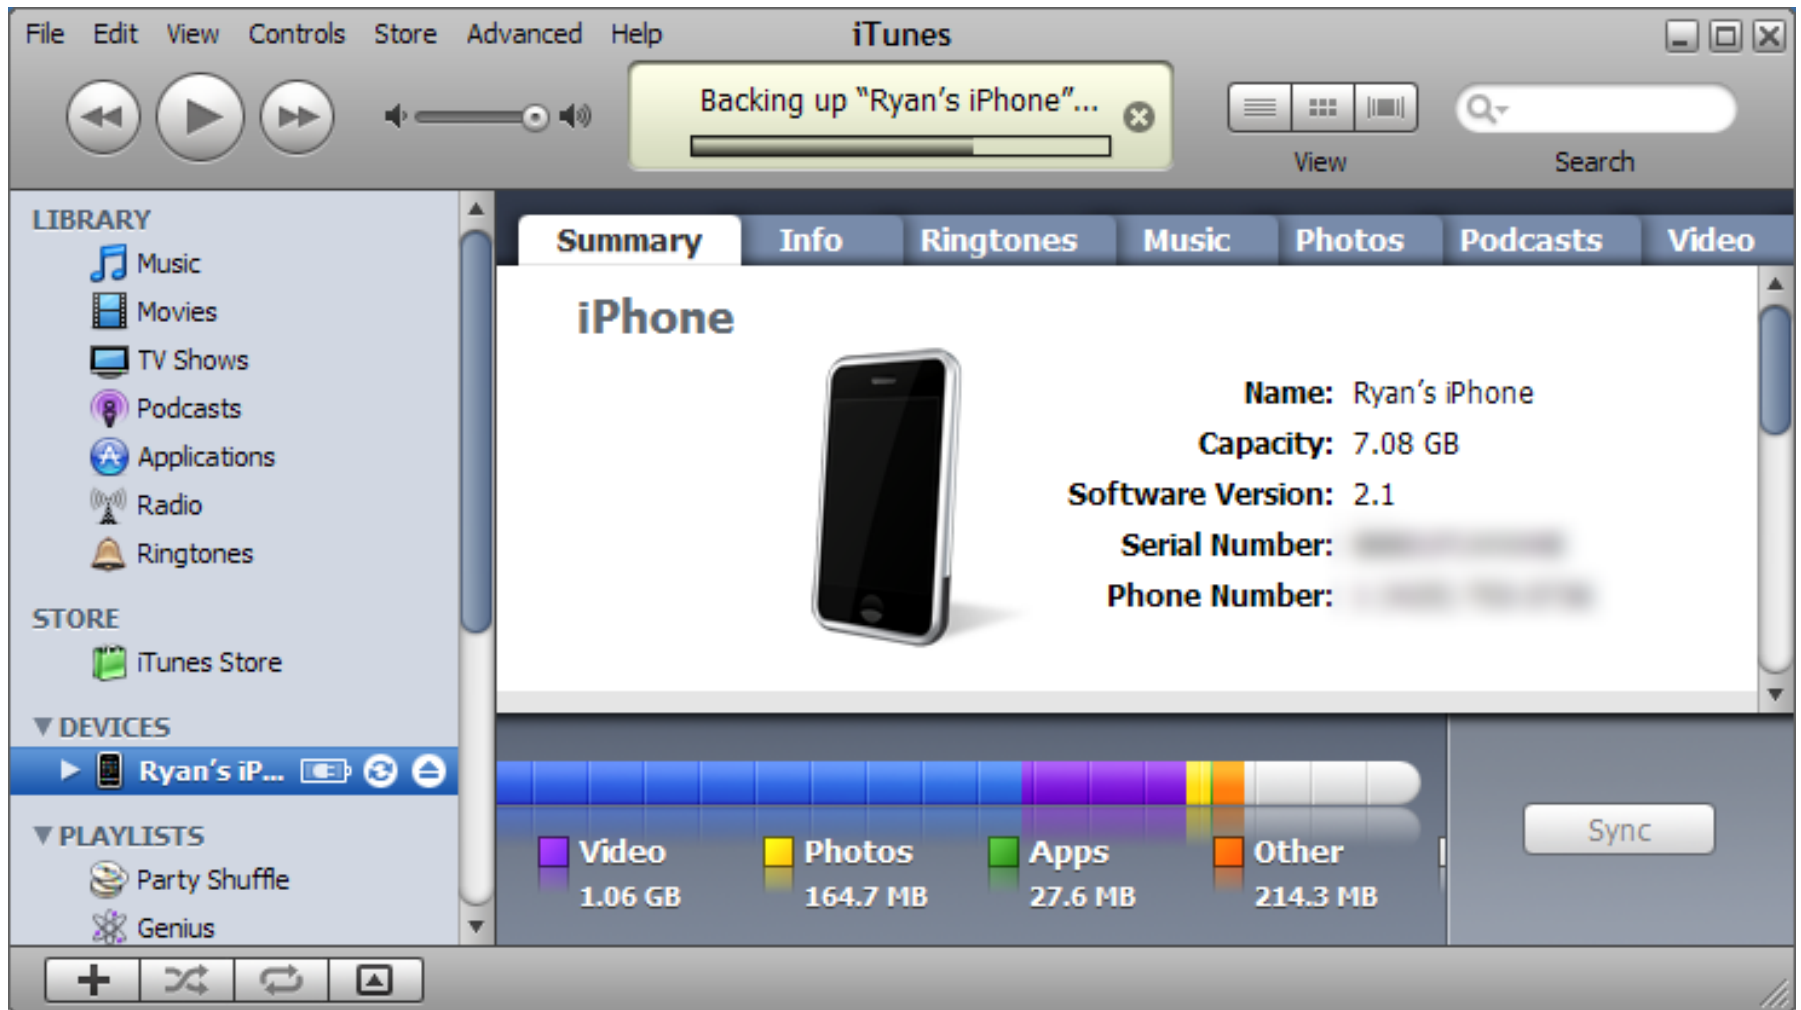 File Edit View Controls Store Advanced Help
iTunes
Backing up “Ryan’s iPhone”...
View
Search
LIBRARY
Music
Movies
TV Shows
Podcasts
Applications
Radio
Ringtones
STORE
iTunes Store
DEVICES
Ryan’s iP...
PLAYLISTS
Party Shuffle
Genius
Summary Info Ringtones Music Photos Podcasts Video
iPhone
Name: Ryan’s iPhone
Capacity: 7.08 GB
Software Version: 2.1
Serial Number:
Phone Number:
Video Photos Apps Other
1.06 GB 164.7 MB 27.6 MB 214.3 MB
Sync